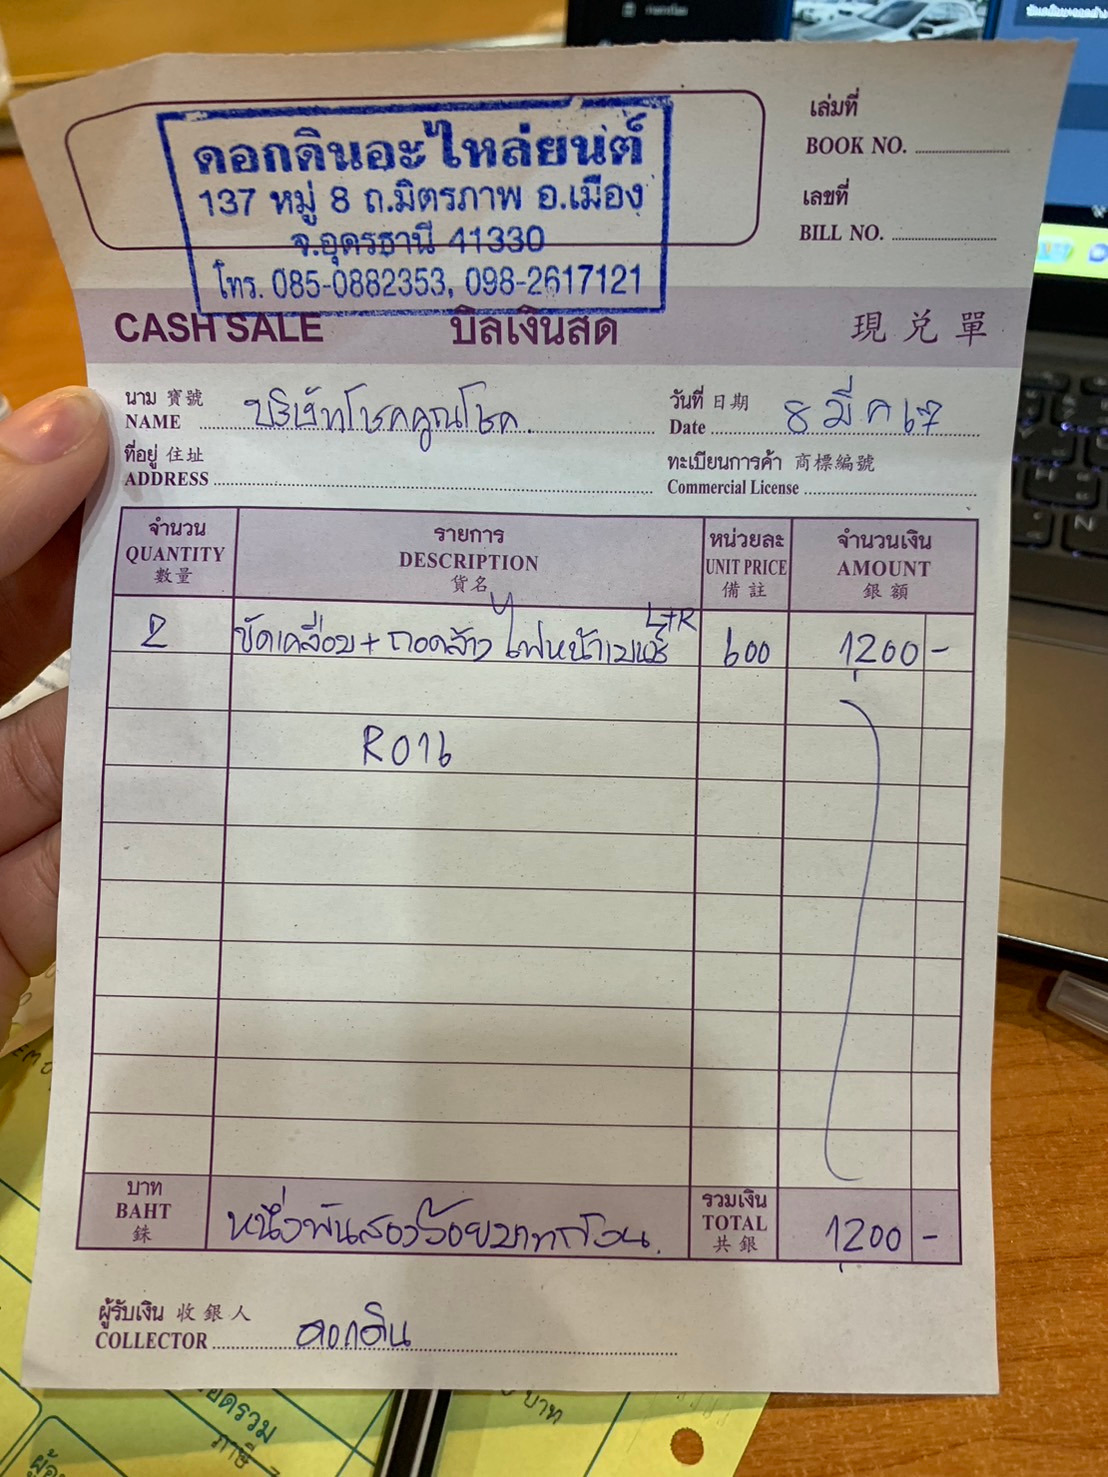 ดอกดินอะไหล่ยนต์
137 หมู่ 8 ถ.มิตรภาพ อ.เมือง
จ.อุดรธานี 41330
โทร. 085-0882353, 098-2617121
เล่มที่
BOOK NO.
เลขที่
BILL NO.
CASH SALE บิลเงินสด 現兑單
นาม 寶號
NAME บริษัทโชคคูณโชค
วันที่ 日期
Date 8 มี ค 67
ที่อยู่ 住址
ADDRESS
ทะเบียนการค้า 商標編號
Commercial License
จำนวน รายการ หน่วยละ จำนวนเงิน
QUANTITY DESCRIPTION UNIT PRICE AMOUNT
數量 貨名 備註 銀額
L+R
2 ขัดเคลือบ + ถอดล้าง ไฟหน้าเบนซ์ 600 1,200 -
R016
บาท
BAHT
銖
หนึ่งพันสองร้อยบาทถ้วน
รวมเงิน
TOTAL
共銀
1,200 -
ผู้รับเงิน 收銀人
COLLECTOR ดอกดิน
ภาษี
บาท